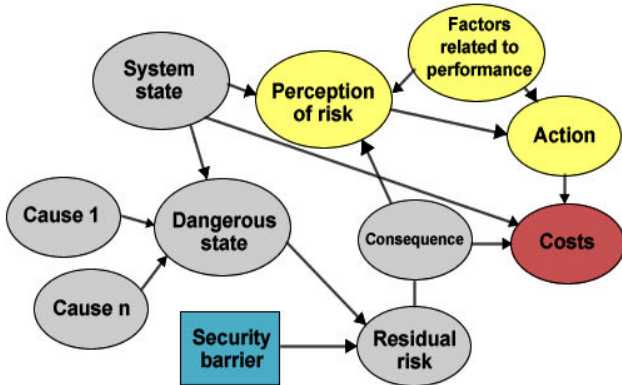 Factors
related to
performance
System
state
Perception
of risk
Action
Cause 1
Dangerous
state
Consequence
Costs
Cause n
Security
barrier
Residual
risk